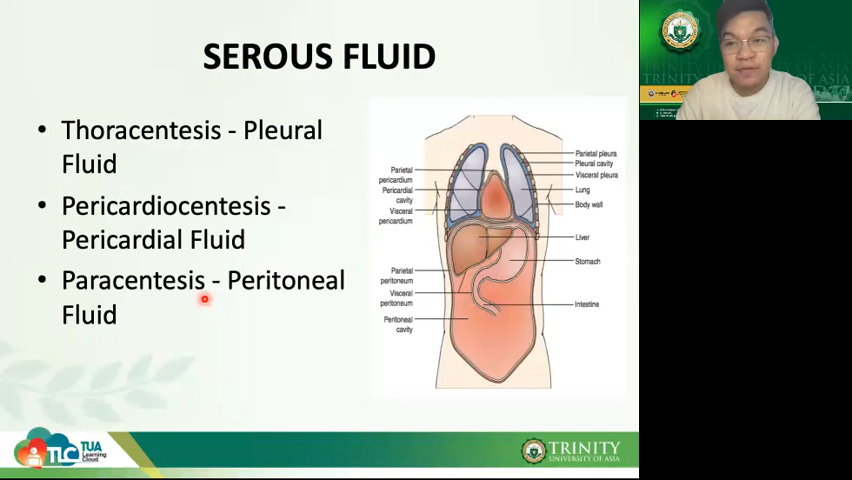 SEROUS FLUID
• Thoracentesis - Pleural
Fluid
• Pericardiocentesis -
Pericardial Fluid
• Paracentesis - Peritoneal
Fluid
Parietal
pericardium
Pericardial
cavity
Visceral
pericardium
Parietal
peritoneum
Visceral
peritoneum
Peritoneal
cavity
Parietal pleura
Pleural cavity
Visceral pleura
Lung
Body wall
Liver
Stomach
Intestine
TLC
TUA
Learning
Cloud
TRINITY
UNIVERSITY OF ASIA
TRINITY